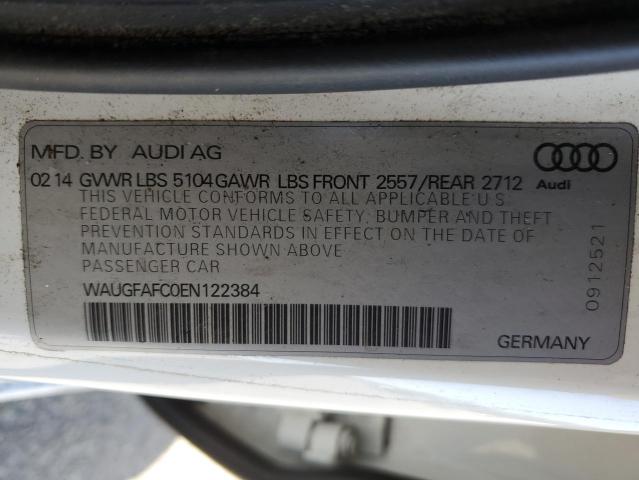 MFD. BY AUDI AG
02 14 GVWR LBS 5104 GAWR LBS FRONT 2557/REAR 2712
Audi
THIS VEHICLE CONFORMS TO ALL APPLICABLE U S
FEDERAL MOTOR VEHICLE SAFETY, BUMPER AND THEFT
PREVENTION STANDARDS IN EFFECT ON THE DATE OF
MANUFACTURE SHOWN ABOVE
PASSENGER CAR
WAUGFAFC0EN122384
GERMANY
0912521